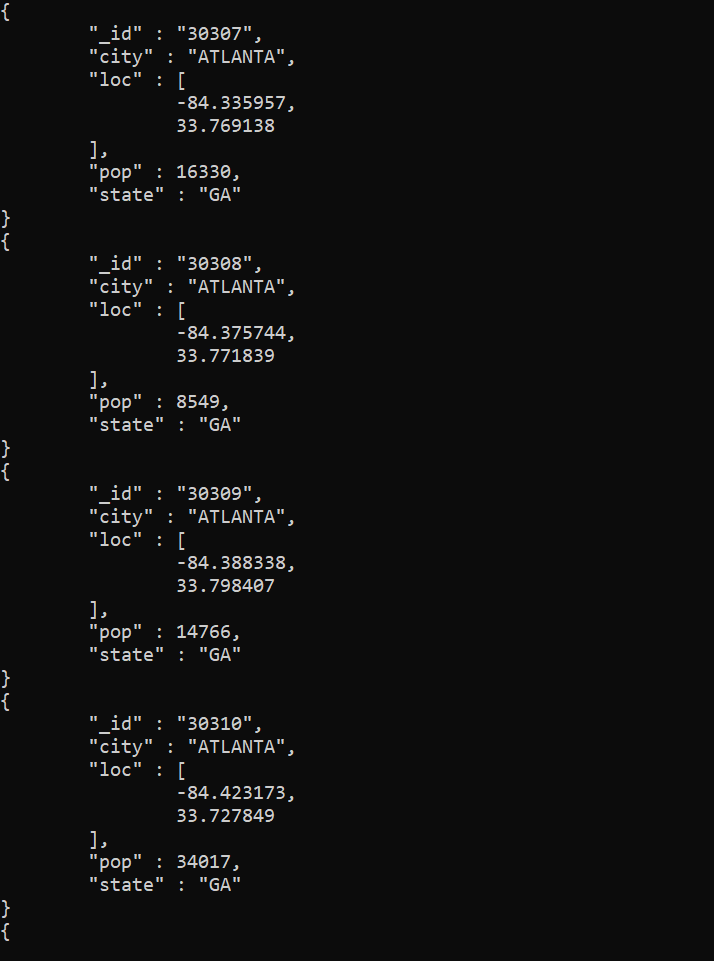 {
        "_id" : "30307",
        "city" : "ATLANTA",
        "loc" : [
                -84.335957,
                33.769138
        ],
        "pop" : 16330,
        "state" : "GA"
}
{
        "_id" : "30308",
        "city" : "ATLANTA",
        "loc" : [
                -84.375744,
                33.771839
        ],
        "pop" : 8549,
        "state" : "GA"
}
{
        "_id" : "30309",
        "city" : "ATLANTA",
        "loc" : [
                -84.388338,
                33.798407
        ],
        "pop" : 14766,
        "state" : "GA"
}
{
        "_id" : "30310",
        "city" : "ATLANTA",
        "loc" : [
                -84.423173,
                33.727849
        ],
        "pop" : 34017,
        "state" : "GA"
}
{